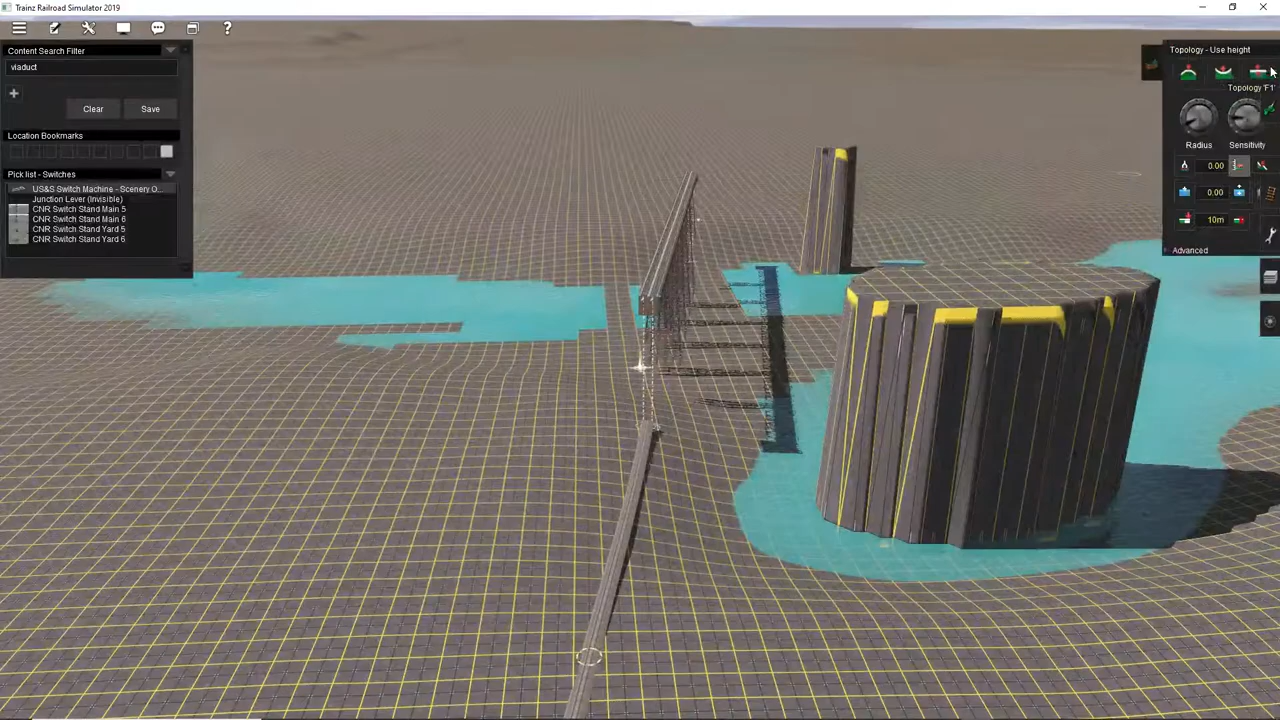 Trainz Railroad Simulator 2019
Content Search Filter
viaduct
Clear
Save
Location Bookmarks
Pick list - Switches
US&S Switch Machine - Scenery O...
Junction Lever (Invisible)
CNR Switch Stand Main 5
CNR Switch Stand Main 6
CNR Switch Stand Yard 5
CNR Switch Stand Yard 6
Topology - Use height
Topology 'F1'
Radius
Sensitivity
0.00
0.00
10m
Advanced